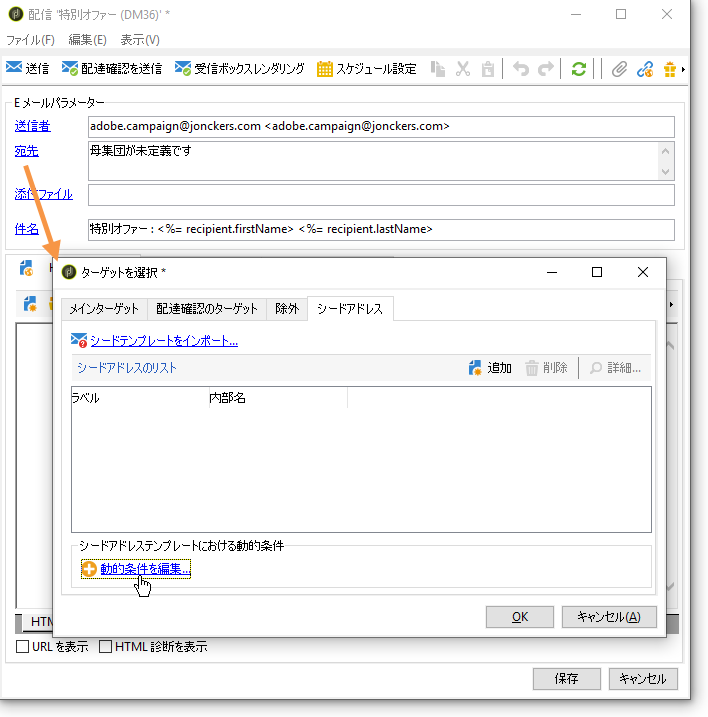 配信 '特別オファー (DM36)' *
ファイル(F) 編集(E) 表示(V)
送信 配達確認を送信 受信ボックスレンダリング スケジュール設定
Eメールパラメーター
送信者 adobe.campaign@jonckers.com <adobe.campaign@jonckers.com>
宛先 母集団が未定義です
添付ファイル
件名 特別オファー : <%= recipient.firstName> <%= recipient.lastName>
ターゲットを選択 *
メインターゲット 配達確認のターゲット 除外 シードアドレス
シードテンプレートをインポート...
シードアドレスのリスト 追加 削除 詳細...
ラベル 内部名
シードアドレステンプレートにおける動的条件
動的条件を編集...
OK キャンセル(A)
HTM
URL を表示 HTML 診断を表示
保存 キャンセル